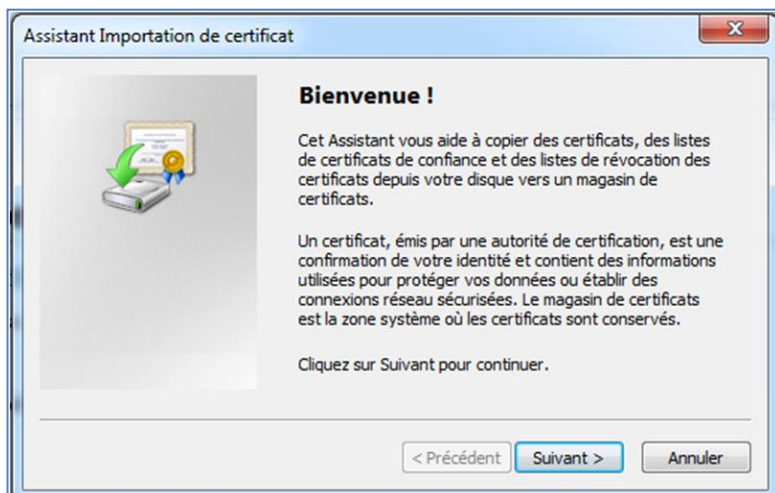 Assistant Importation de certificat
Bienvenue !
Cet Assistant vous aide à copier des certificats, des listes
de certificats de confiance et des listes de révocation des
certificats depuis votre disque vers un magasin de
certificats.
Un certificat, émis par une autorité de certification, est une
confirmation de votre identité et contient des informations
utilisées pour protéger vos données ou établir des
connexions réseau sécurisées. Le magasin de certificats
est la zone système où les certificats sont conservés.
Cliquez sur Suivant pour continuer.
< Précédent Suivant > Annuler